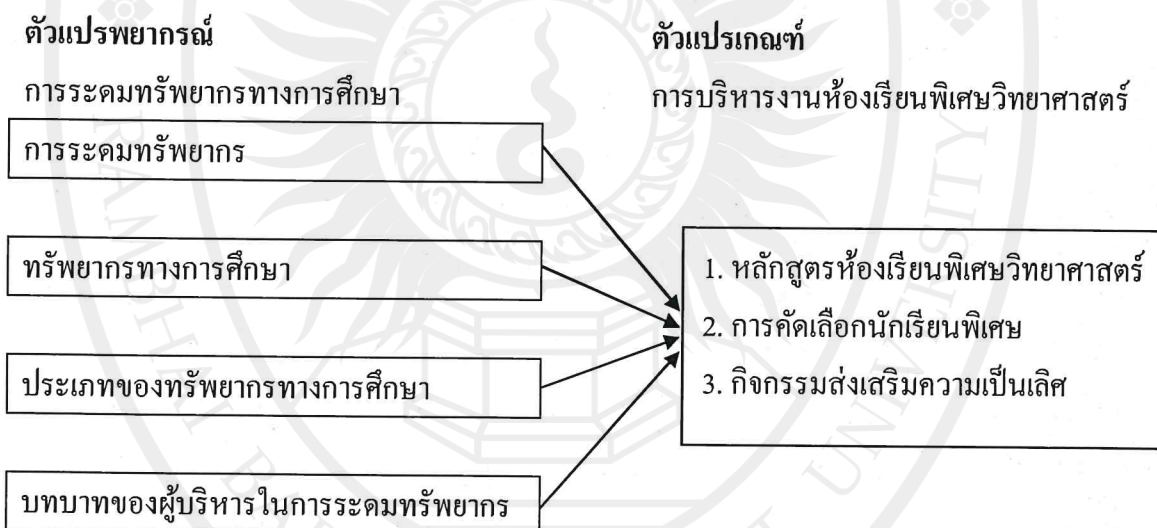 ตัวแปรพยากรณ์
การระดมทรัพยากรทางการศึกษา
การระดมทรัพยากร
ทรัพยากรทางการศึกษา
ประเภทของทรัพยากรทางการศึกษา
บทบาทของผู้บริหารในการระดมทรัพยากร
ตัวแปรเกณฑ์
การบริหารงานห้องเรียนพิเศษวิทยาศาสตร์
1. หลักสูตรห้องเรียนพิเศษวิทยาศาสตร์
2. การคัดเลือกนักเรียนพิเศษ
3. กิจกรรมส่งเสริมความเป็นเลิศ
UNIVERSITY